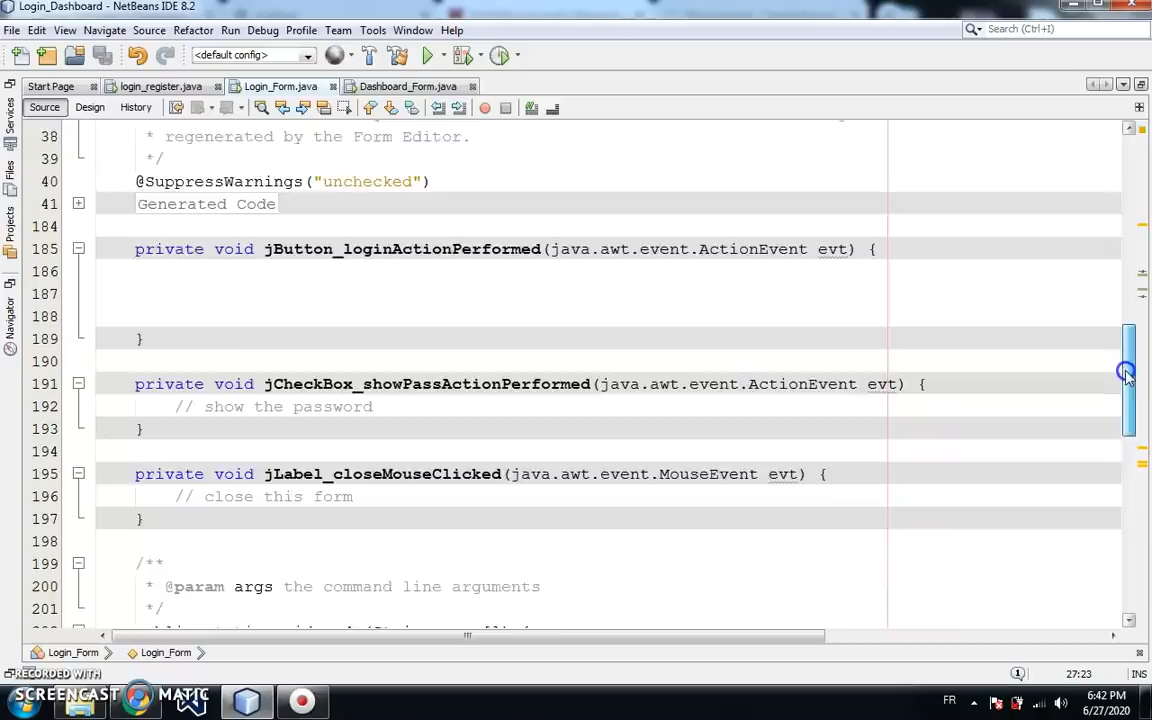 Login_Dashboard - NetBeans IDE 8.2
File Edit View Navigate Source Refactor Run Debug Profile Team Tools Window Help
Search (Ctrl+I)
<default config>
Start Page login_register.java Login_Form.java Dashboard_Form.java
Source Design History
Services
Files
Projects
Navigator
38 * regenerated by the Form Editor.
39 */
40 @SuppressWarnings("unchecked")
41 Generated Code
184
185 private void jButton_loginActionPerformed(java.awt.event.ActionEvent evt) {
186
187
188
189 }
190
191 private void jCheckBox_showPassActionPerformed(java.awt.event.ActionEvent evt) {
192 // show the password
193 }
194
195 private void jLabel_closeMouseClicked(java.awt.event.MouseEvent evt) {
196 // close this form
197 }
198
199 /**
200 * @param args the command line arguments
201 */
Login_Form Login_Form
RECORDED WITH
SCREENCAST MATIC
27:23 INS
FR
6:42 PM
6/27/2020